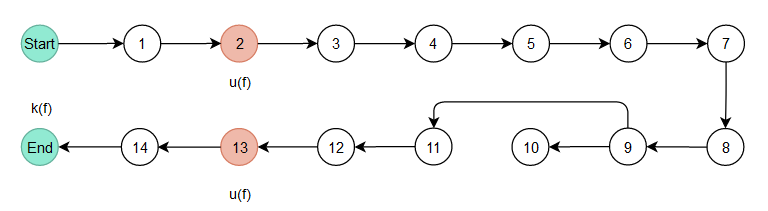 Start 1 2 3 4 5 6 7
u(f)
k(f)
End 14 13 12 11 10 9 8
u(f)